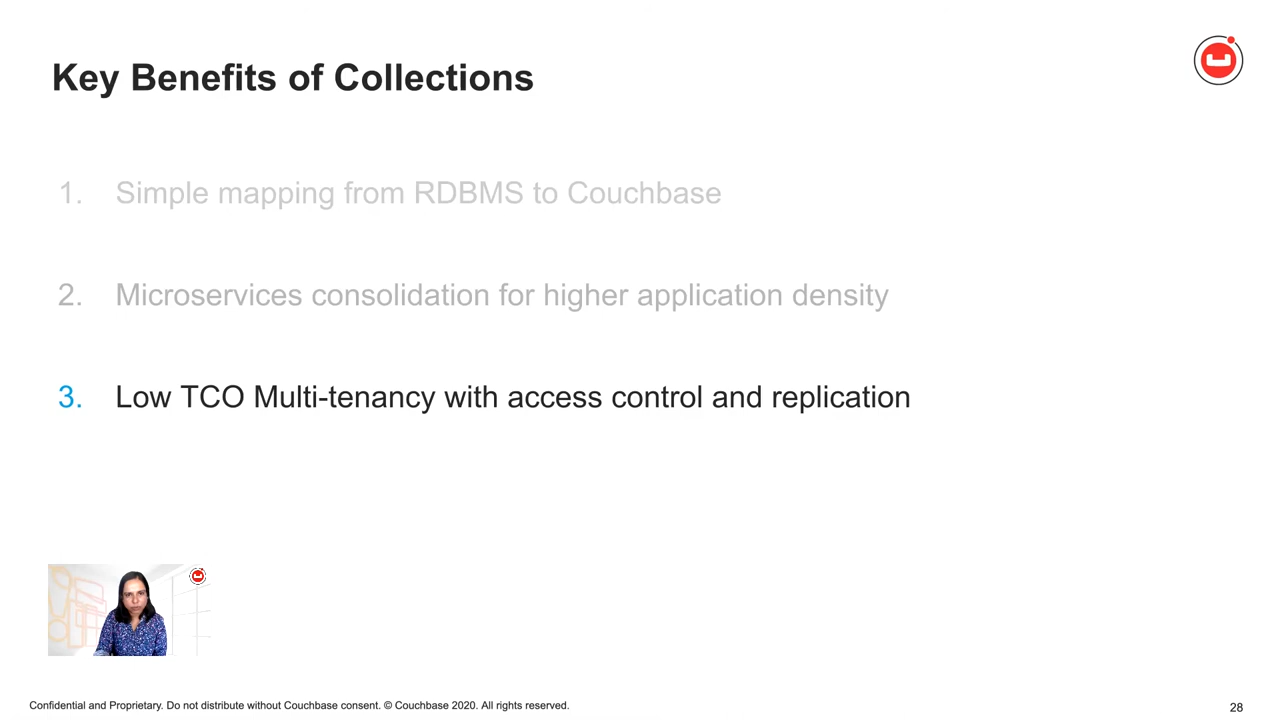 Key Benefits of Collections
1. Simple mapping from RDBMS to Couchbase
2. Microservices consolidation for higher application density
3. Low TCO Multi-tenancy with access control and replication
Confidential and Proprietary. Do not distribute without Couchbase consent. © Couchbase 2020. All rights reserved.
28